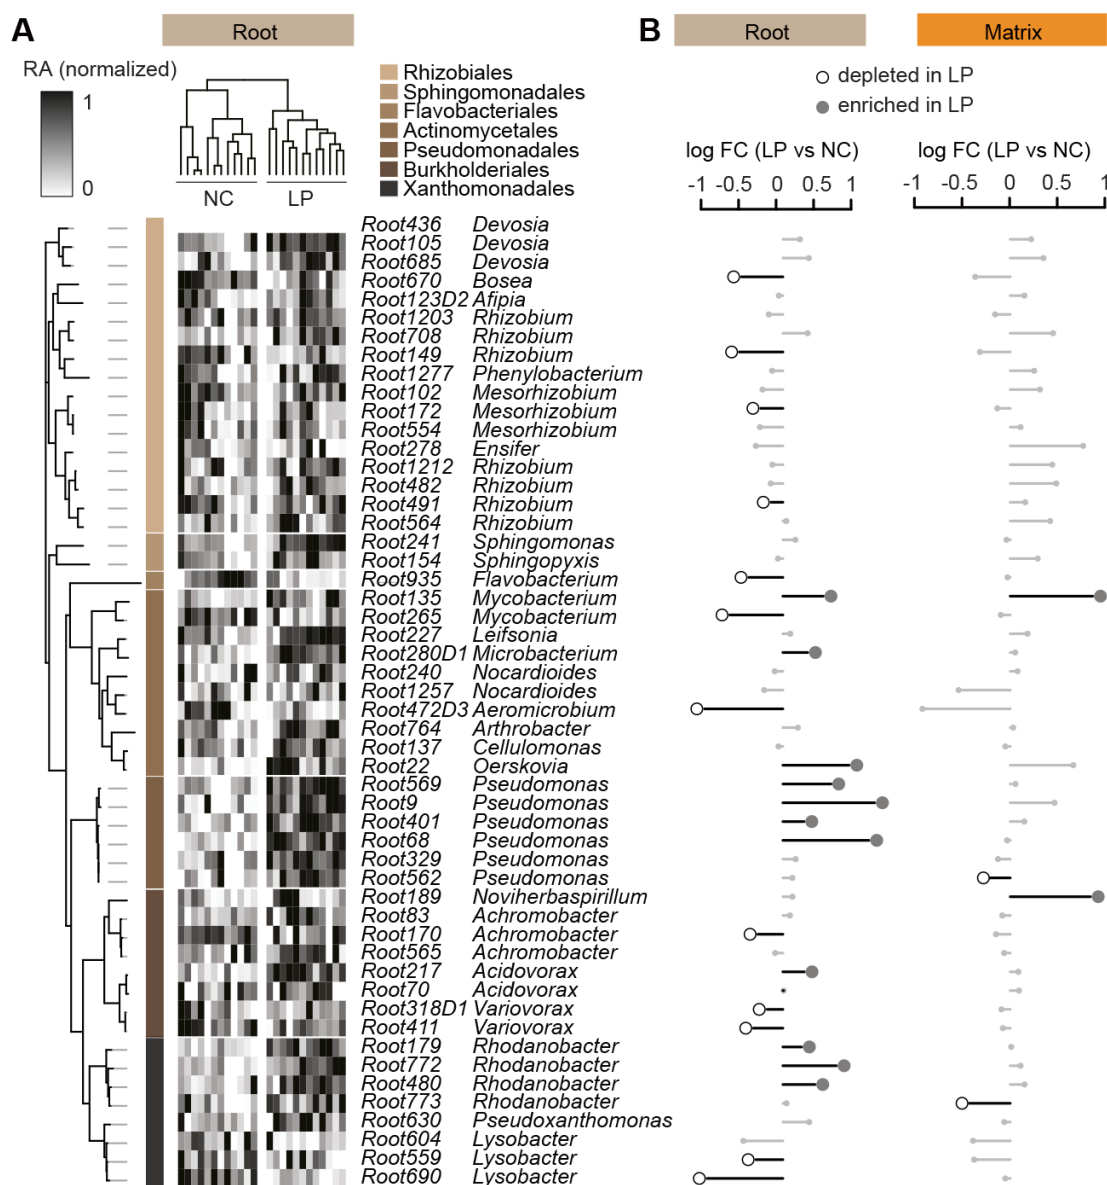 A
Root
RA (normalized)
1
0
NC
LP
Rhizobiales
Sphingomonadales
Flavobacteriales
Actinomycetales
Pseudomonadales
Burkholderiales
Xanthomonadales
Root436 Devosia
Root105 Devosia
Root685 Devosia
Root670 Bosea
Root123D2 Afipia
Root1203 Rhizobium
Root708 Rhizobium
Root149 Rhizobium
Root1277 Phenylobacterium
Root102 Mesorhizobium
Root172 Mesorhizobium
Root554 Mesorhizobium
Root278 Ensifer
Root1212 Rhizobium
Root482 Rhizobium
Root491 Rhizobium
Root564 Rhizobium
Root241 Sphingomonas
Root154 Sphingopyxis
Root935 Flavobacterium
Root135 Mycobacterium
Root265 Mycobacterium
Root227 Leifsonia
Root280D1 Microbacterium
Root240 Nocardioides
Root1257 Nocardioides
Root472D3 Aeromicrobium
Root764 Arthrobacter
Root137 Cellulomonas
Root22 Oerskovia
Root569 Pseudomonas
Root9 Pseudomonas
Root401 Pseudomonas
Root68 Pseudomonas
Root329 Pseudomonas
Root562 Pseudomonas
Root189 Noviherbaspirillum
Root83 Achromobacter
Root170 Achromobacter
Root565 Achromobacter
Root217 Acidovorax
Root70 Acidovorax
Root318D1 Variovorax
Root411 Variovorax
Root179 Rhodanobacter
Root772 Rhodanobacter
Root480 Rhodanobacter
Root773 Rhodanobacter
Root630 Pseudoxanthomonas
Root604 Lysobacter
Root559 Lysobacter
Root690 Lysobacter
B
Root
Matrix
depleted in LP
enriched in LP
log FC (LP vs NC)
-1 -0.5 0 0.5 1
log FC (LP vs NC)
-1 -0.5 0 0.5 1